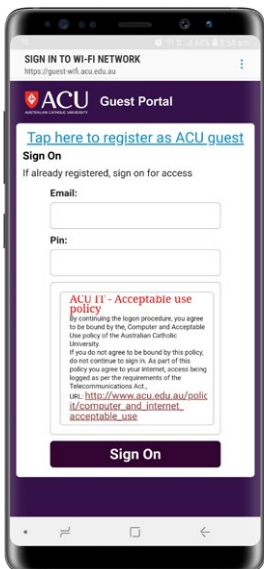 SIGN IN TO WI-FI NETWORK
https://guest-wifi.acu.edu.au
ACU Guest Portal
AUSTRALIAN CATHOLIC UNIVERSITY
Tap here to register as ACU guest
Sign On
If already registered, sign on for access
Email:
Pin:
ACU IT - Acceptable use
policy
By continuing the logon procedure, you agree
to be bound by the, Computer and Acceptable
Use policy of the Australian Catholic
University.
If you do not agree to be bound by this policy,
do not continue to sign in. As part of this
policy you agree to your internet, access being
logged as per the requirements of the
Telecommunications Act.,
URL: http://www.acu.edu.au/polic
it/computer_and_internet_
acceptable_use
Sign On